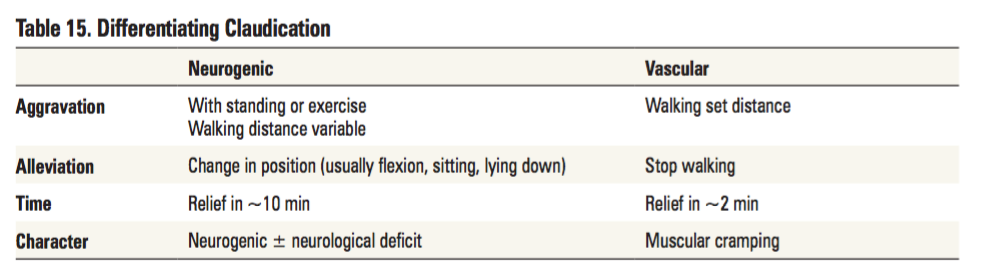 Table 15. Differentiating Claudication
Neurogenic Vascular
Aggravation With standing or exercise Walking set distance
Walking distance variable
Alleviation Change in position (usually flexion, sitting, lying down) Stop walking
Time Relief in ~10 min Relief in ~2 min
Character Neurogenic ± neurological deficit Muscular cramping